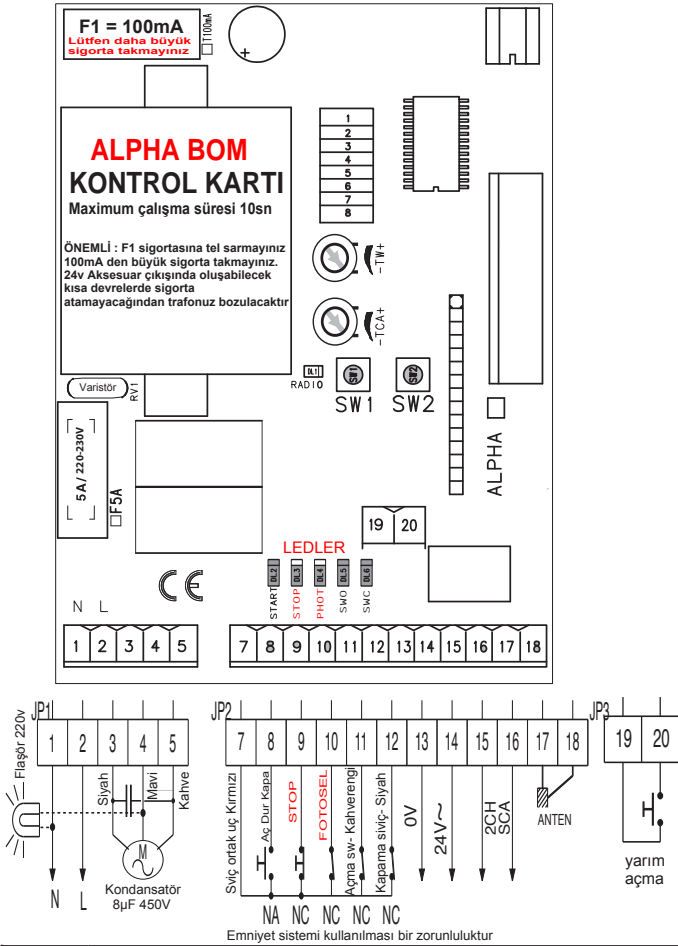 F1 = 100mA
Lütfen daha büyük
sigorta takmayınız
T100mA
+
ALPHA BOM
KONTROL KARTI
Maximum çalışma süresi 10sn
ÖNEMLİ : F1 sigortasına tel sarmayınız
100mA den büyük sigorta takmayınız.
24v Aksesuar çıkışında oluşabilecek
kısa devrelerde sigorta
atamayacağından trafonuz bozulacaktır
1
2
3
4
5
6
7
8
-TW+
-TCA+
DL1
RADIO
SW1
SW1
SW2
SW2
ALPHA
Varistör
RV1
5A/ 220-230V
F5A
CE
19 20
LEDLER
DL2 DL3 DL4 DL5 DL6
START
STOP
PHOT
SWO
SWC
N L
1 2 3 4 5
7 8 9 10 11 12 13 14 15 16 17 18
JP1
1 2 3 4 5
Flaşör 220v
Siyah
Mavi
Kahve
M
N L
Kondansatör
8µF 450V
JP2
7 8 9 10 11 12 13 14 15 16 17 18
Sviç ortak uç Kırmızı
Aç Dur Kapa
STOP
FOTOSEL
Açma sw- Kahverengi
Kapama siviç- Siyah
0V
24V~
2CH
SCA
ANTEN
NA NC NC NC NC
Emniyet sistemi kullanılması bir zorunluluktur
JP3
19 20
yarım
açma